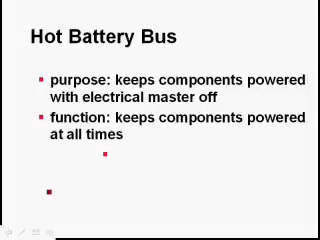 Hot Battery Bus
purpose: keeps components powered
with electrical master off
function: keeps components powered
at all times